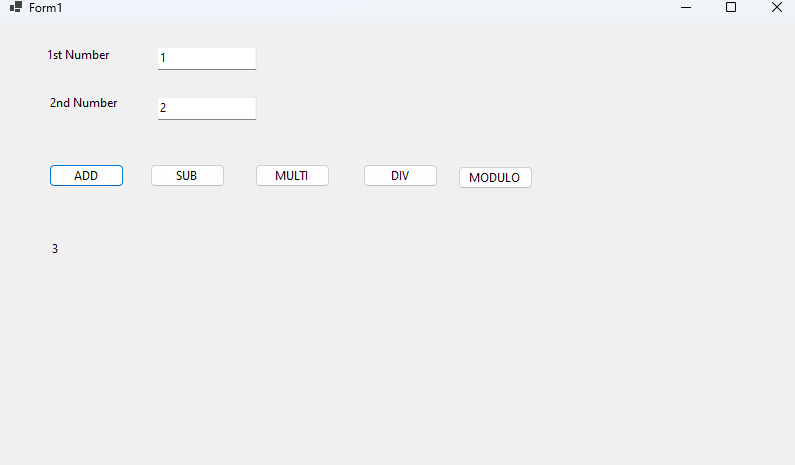 Form1
1st Number 1
2nd Number 2
ADD SUB MULTI DIV MODULO
3